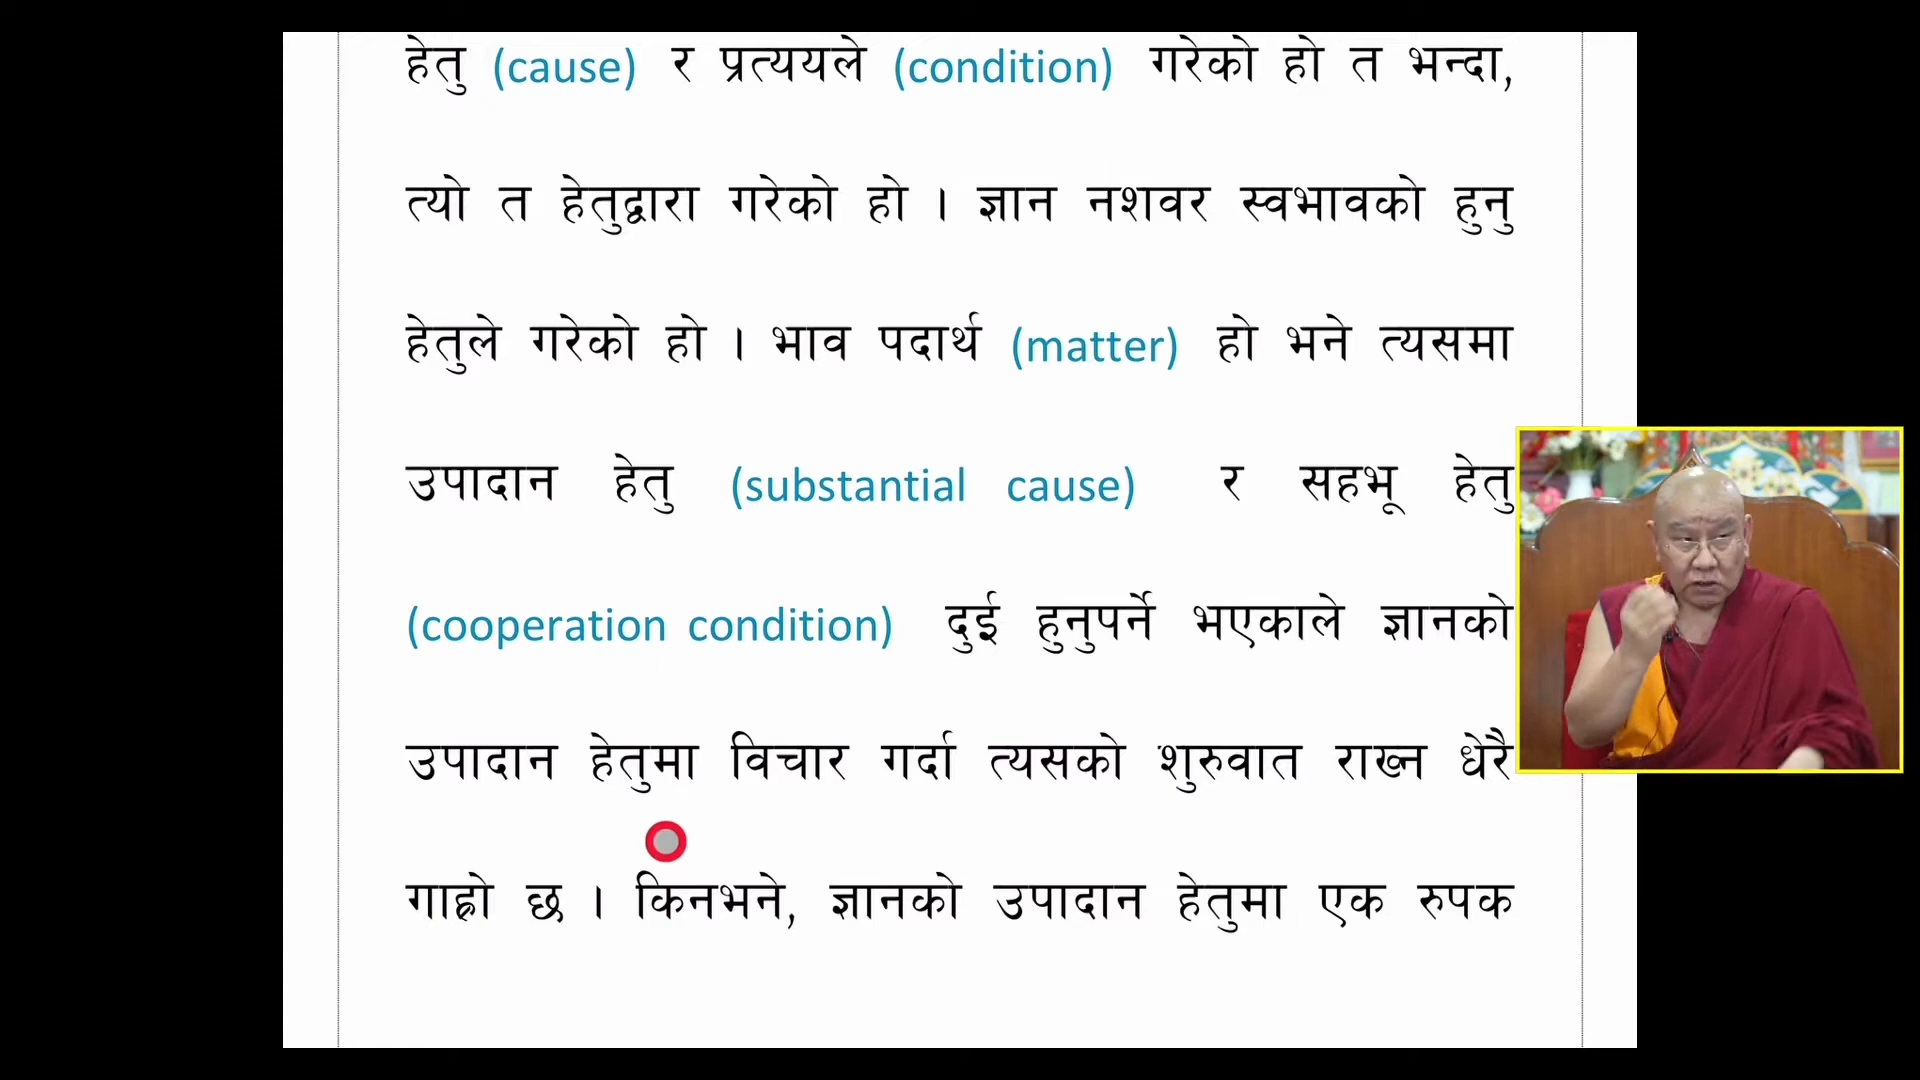 हेतु (cause) र प्रत्ययले (condition) गरेको हो त भन्दा,
त्यो त हेतुद्वारा गरेको हो । ज्ञान नशवर स्वभावको हुनु
हेतुले गरेको हो । भाव पदार्थ (matter) हो भने त्यसमा
उपादान हेतु (substantial cause) र सहभू हेतु
(cooperation condition) दुई हुनुपर्ने भएकाले ज्ञानको
उपादान हेतुमा विचार गर्दा त्यसको शुरुवात राख्न धेरै
गाह्रो छ । किनभने, ज्ञानको उपादान हेतुमा एक रुपक